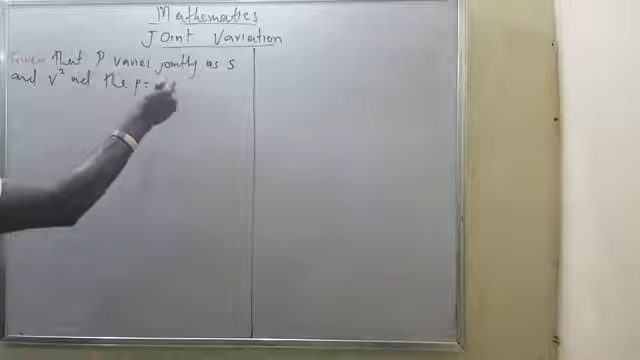 Mathematics
Joint Variation
Given that P varies jointly as s
and v² and the p =